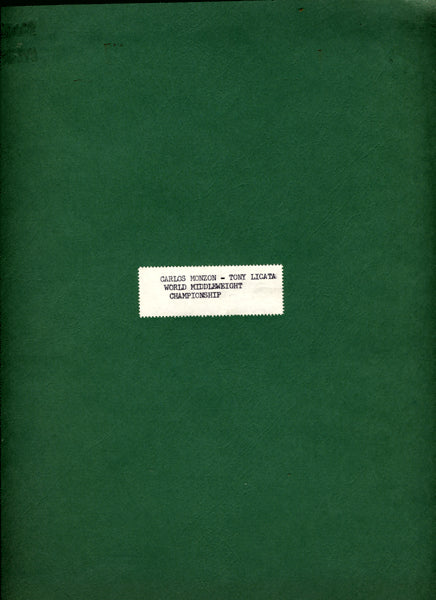 CARLOS MONZON - TONY LICATA
WORLD MIDDLEWEIGHT
CHAMPIONSHIP